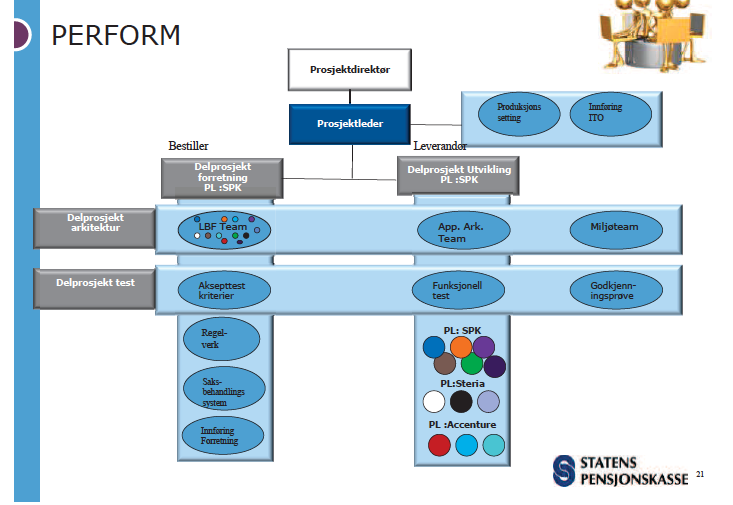 PERFORM
Prosjektdirektør
Prosjektleder
Produksjons
setting
Innføring
ITO
Bestiller
Leverandør
Delprosjekt
forretning
PL :SPK
Delprosjekt Utvikling
PL :SPK
Delprosjekt
arkitektur
LBF Team
App. Ark.
Team
Miljøteam
Delprosjekt test
Aksepttest
kriterier
Funksjonell
test
Godkjenn-
ingsprøve
Regel-
verk
Saks-
behandlings
system
Innføring
Forretning
PL: SPK
PL:Steria
PL :Accenture
STATENS
PENSJONSKASSE
21